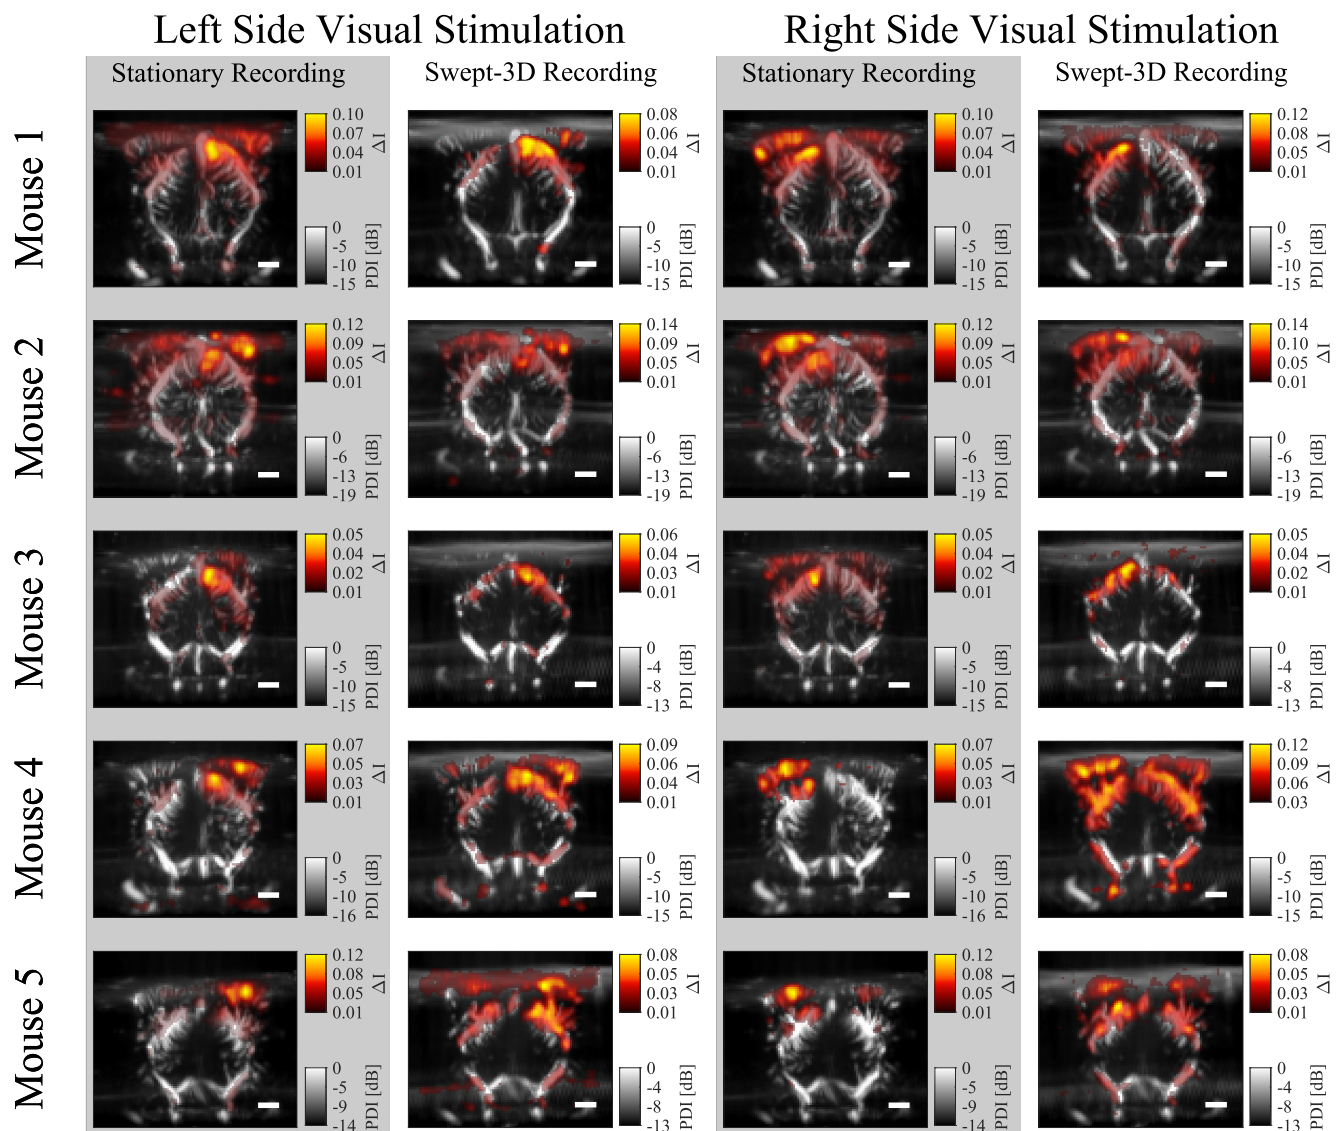 Left Side Visual Stimulation Right Side Visual Stimulation
Stationary Recording Swept-3D Recording Stationary Recording Swept-3D Recording
Mouse 1
0.10 0.07 0.04 0.01 ΔI
0 -5 -10 -15 PDI [dB]
0.08 0.06 0.04 0.01 ΔI
0 -5 -10 -15 PDI [dB]
0.10 0.07 0.04 0.01 ΔI
0 -5 -10 -15 PDI [dB]
0.12 0.08 0.05 0.01 ΔI
0 -5 -10 -15 PDI [dB]
Mouse 2
0.12 0.09 0.05 0.01 ΔI
0 -6 -13 -19 PDI [dB]
0.14 0.09 0.05 0.01 ΔI
0 -6 -13 -19 PDI [dB]
0.12 0.09 0.05 0.01 ΔI
0 -6 -13 -19 PDI [dB]
0.14 0.10 0.05 0.01 ΔI
0 -6 -13 -19 PDI [dB]
Mouse 3
0.05 0.04 0.02 0.01 ΔI
0 -5 -10 -15 PDI [dB]
0.06 0.04 0.03 0.01 ΔI
0 -4 -8 -13 PDI [dB]
0.05 0.04 0.02 0.01 ΔI
0 -5 -10 -15 PDI [dB]
0.05 0.04 0.02 0.01 ΔI
0 -4 -8 -13 PDI [dB]
Mouse 4
0.07 0.05 0.03 0.01 ΔI
0 -5 -10 -16 PDI [dB]
0.09 0.06 0.04 0.01 ΔI
0 -5 -10 -15 PDI [dB]
0.07 0.05 0.03 0.01 ΔI
0 -5 -10 -16 PDI [dB]
0.12 0.09 0.06 0.03 ΔI
0 -5 -10 -15 PDI [dB]
Mouse 5
0.12 0.08 0.05 0.01 ΔI
0 -5 -9 -14 PDI [dB]
0.08 0.05 0.03 0.01 ΔI
0 -4 -8 -13 PDI [dB]
0.12 0.08 0.05 0.01 ΔI
0 -5 -9 -14 PDI [dB]
0.08 0.05 0.03 0.01 ΔI
0 -4 -8 -13 PDI [dB]